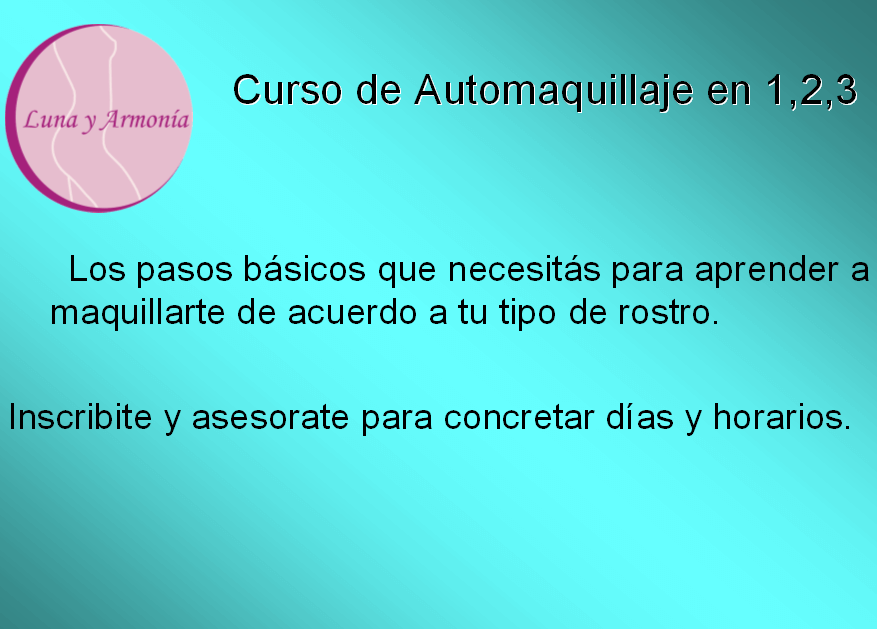 Luna y Armonía
Curso de Automaquillaje en 1,2,3
Los pasos básicos que necesitás para aprender a
maquillarte de acuerdo a tu tipo de rostro.
Inscribite y asesorate para concretar días y horarios.